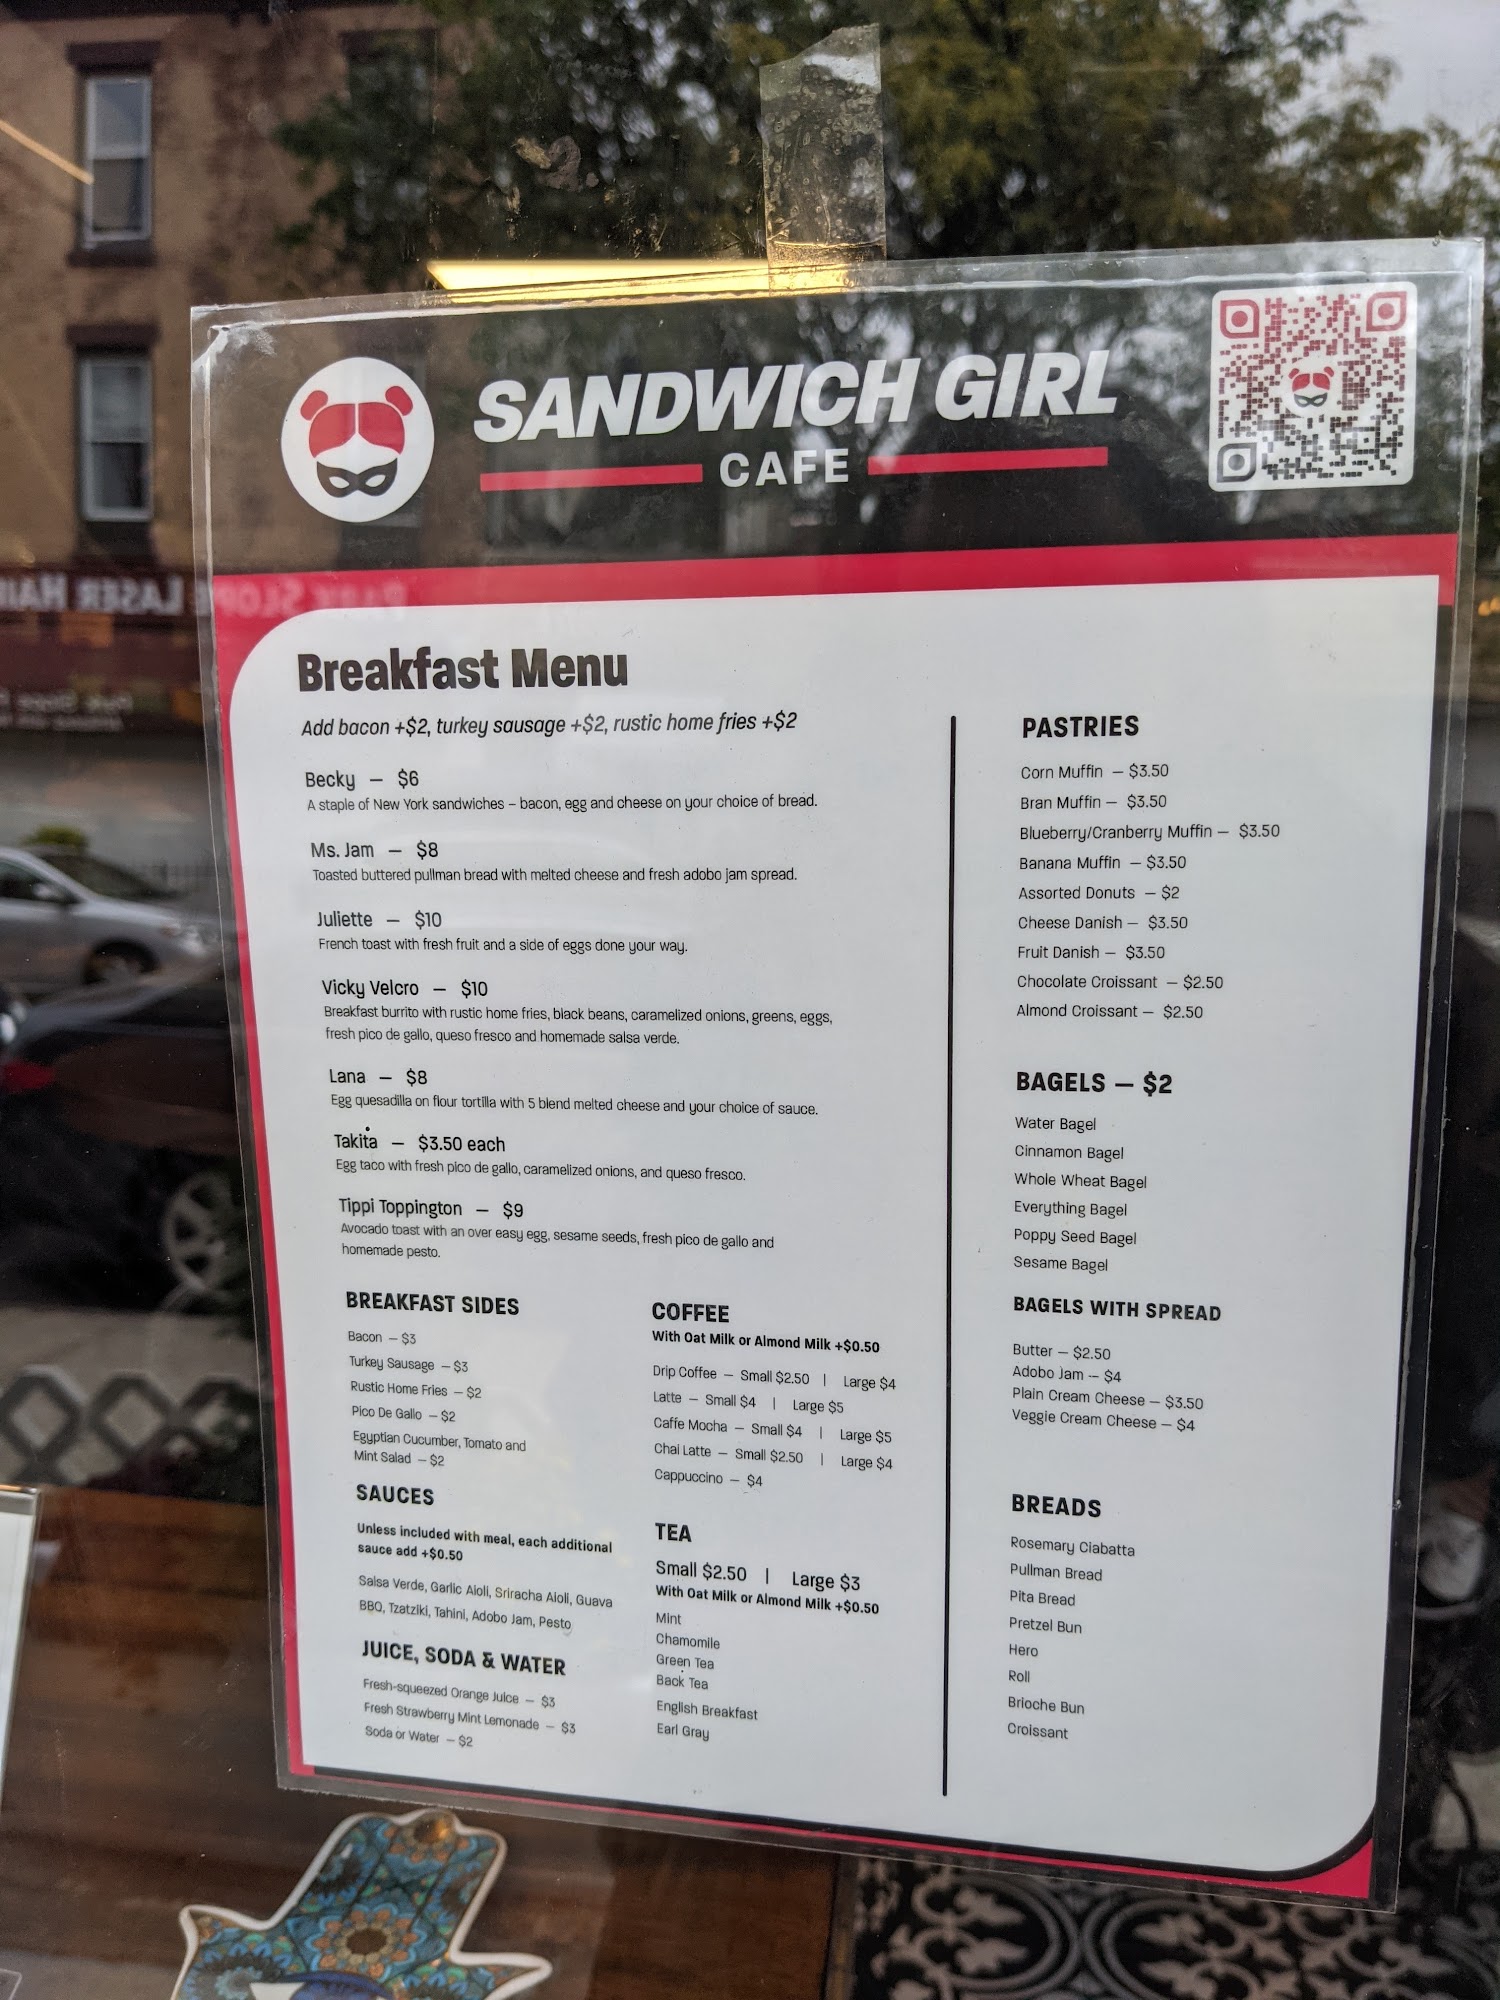 SANDWICH GIRL
CAFE
PARK SLOPE LASER HAIR
Breakfast Menu
Add bacon +$2, turkey sausage +$2, rustic home fries +$2
Becky — $6
A staple of New York sandwiches – bacon, egg and cheese on your choice of bread.
Ms. Jam — $8
Toasted buttered pullman bread with melted cheese and fresh adobo jam spread.
Juliette — $10
French toast with fresh fruit and a side of eggs done your way.
Vicky Velcro — $10
Breakfast burrito with rustic home fries, black beans, caramelized onions, greens, eggs,
fresh pico de gallo, queso fresco and homemade salsa verde.
Lana — $8
Egg quesadilla on flour tortilla with 5 blend melted cheese and your choice of sauce.
Takita — $3.50 each
Egg taco with fresh pico de gallo, caramelized onions, and queso fresco.
Tippi Toppington — $9
Avocado toast with an over easy egg, sesame seeds, fresh pico de gallo and
homemade pesto.
BREAKFAST SIDES
Bacon — $3
Turkey Sausage — $3
Rustic Home Fries — $2
Pico De Gallo — $2
Egyptian Cucumber, Tomato and
Mint Salad — $2
SAUCES
Unless included with meal, each additional
sauce add +$0.50
Salsa Verde, Garlic Aioli, Sriracha Aioli, Guava
BBQ, Tzatziki, Tahini, Adobo Jam, Pesto
JUICE, SODA & WATER
Fresh-squeezed Orange Juice — $3
Fresh Strawberry Mint Lemonade — $3
Soda or Water — $2
COFFEE
With Oat Milk or Almond Milk +$0.50
Drip Coffee — Small $2.50 | Large $4
Latte — Small $4 | Large $5
Caffe Mocha — Small $4 | Large $5
Chai Latte — Small $2.50 | Large $4
Cappuccino — $4
TEA
Small $2.50 | Large $3
With Oat Milk or Almond Milk +$0.50
Mint
Chamomile
Green Tea
Back Tea
English Breakfast
Earl Gray
PASTRIES
Corn Muffin — $3.50
Bran Muffin — $3.50
Blueberry/Cranberry Muffin — $3.50
Banana Muffin — $3.50
Assorted Donuts — $2
Cheese Danish — $3.50
Fruit Danish — $3.50
Chocolate Croissant — $2.50
Almond Croissant — $2.50
BAGELS — $2
Water Bagel
Cinnamon Bagel
Whole Wheat Bagel
Everything Bagel
Poppy Seed Bagel
Sesame Bagel
BAGELS WITH SPREAD
Butter — $2.50
Adobo Jam — $4
Plain Cream Cheese — $3.50
Veggie Cream Cheese — $4
BREADS
Rosemary Ciabatta
Pullman Bread
Pita Bread
Pretzel Bun
Hero
Roll
Brioche Bun
Croissant